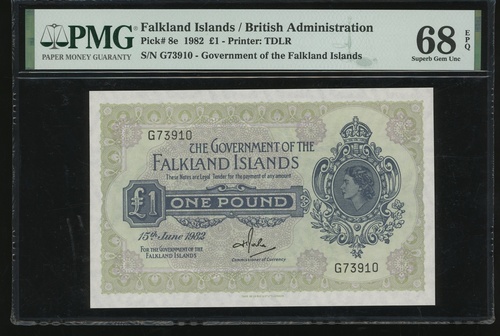 PMG
PAPER MONEY GUARANTY
Falkland Islands / British Administration
Pick# 8e 1982 £1 - Printer: TDLR
S/N G73910 - Government of the Falkland Islands
68
EPQ
Superb Gem Unc
G73910
THE GOVERNMENT OF THE
FALKLAND ISLANDS
These Notes are Legal Tender for the payment of any amount
£1
ONE POUND
15th June 1982
FOR THE GOVERNMENT OF THE
FALKLAND ISLANDS
Commissioner of Currency
G73910